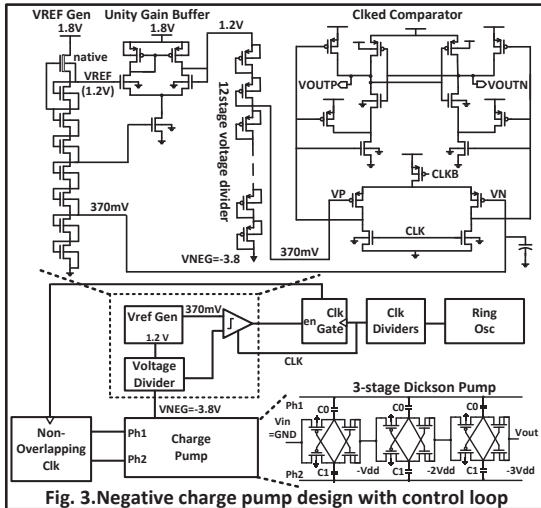 VREF Gen
Unity Gain Buffer
Clked Comparator
1.8V
1.8V
1.2V
native
VREF
(1.2V)
12stage voltage divider
VOUTP
VOUTN
CLKB
VP
VN
370mV
CLK
370mV
VNEG=-3.8
Vref Gen
370mV
1.2 V
Voltage
Divider
en
Clk
Gate
Clk
Dividers
Ring
Osc
CLK
VNEG=-3.8V
3-stage Dickson Pump
Non-
Overlapping
Clk
Ph1
Ph2
Charge
Pump
Ph1
C0
C0
C0
Vin
=GND
Vout
Ph2
C1
-Vdd
C1
-2Vdd
C1
-3Vdd
Fig. 3.Negative charge pump design with control loop